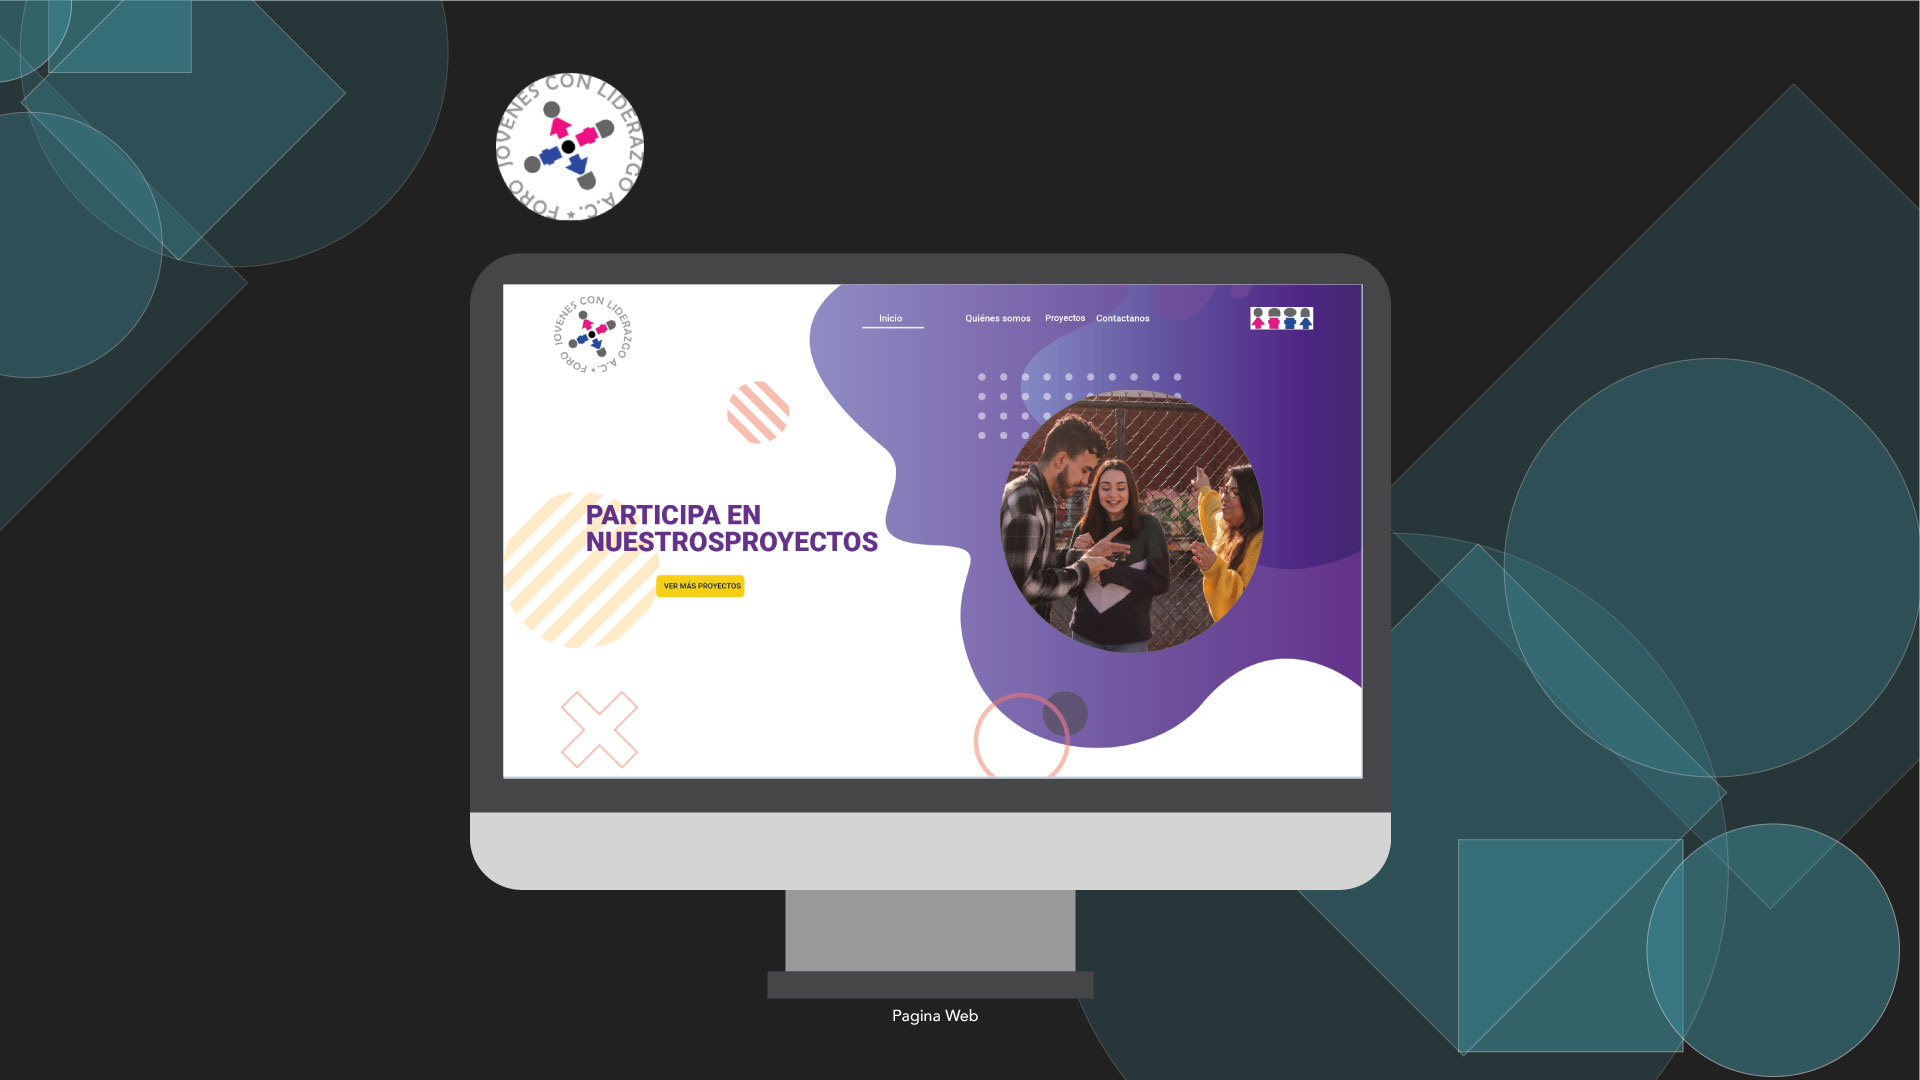 FORO JOVENES CON LIDERAZGO A.C. ★
FORO JOVENES CON LIDERAZGO A.C. ★
Inicio
Quiénes somos
Proyectos
Contactanos
PARTICIPA EN
NUESTROSPROYECTOS
VER MÁS PROYECTOS
Pagina Web